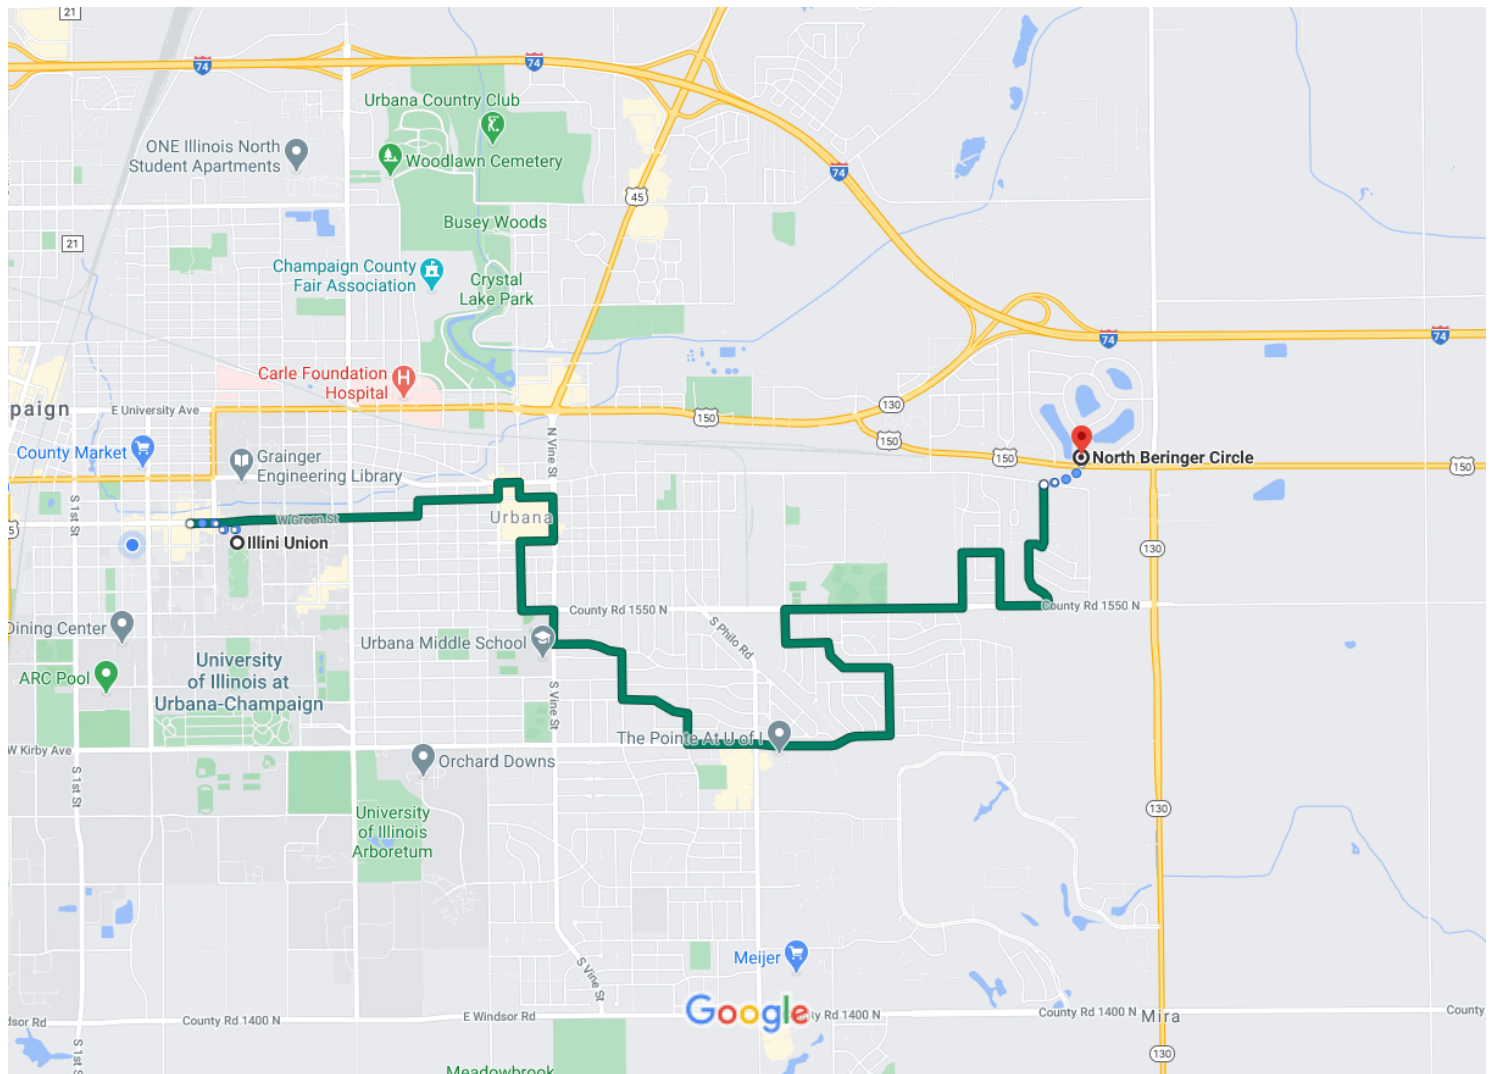 21
74
74
Urbana Country Club
ONE Illinois North
Student Apartments
Woodlawn Cemetery
74
45
Busey Woods
21
Champaign County
Fair Association
Crystal
Lake Park
74
74
Carle Foundation
Hospital
130
paign
E University Ave
150
N Vine St
150
County Market
Grainger
Engineering Library
150
North Beringer Circle
150
S 1st St
W Green St
Urbana
5
Illini Union
130
County Rd 1550 N
County Rd 1550 N
Dining Center
Urbana Middle School
S Philo Rd
University
of Illinois at
Urbana-Champaign
ARC Pool
S Vine St
The Pointe At U of I
W Kirby Ave
Orchard Downs
S 1st St
130
University
of Illinois
Arboretum
Meijer
S Vine St
Google
dsor Rd
County Rd 1400 N
E Windsor Rd
nty Rd 1400 N
County Rd 1400 N
Mira
County
S 1st St
130
Meadowbrook